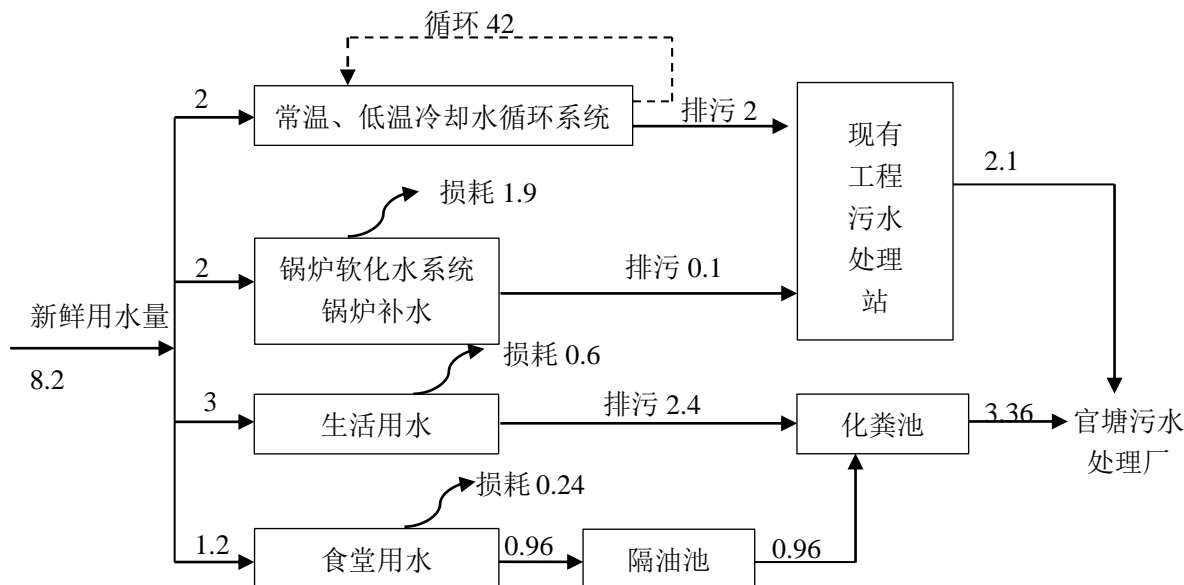 循环 42
2
常温、低温冷却水循环系统
排污 2
现有
工程
污水
处理
站
2.1
损耗 1.9
2
锅炉软化水系统
锅炉补水
排污 0.1
新鲜用水量
8.2
损耗 0.6
3
生活用水
排污 2.4
化粪池
3.36
官塘污水
处理厂
损耗 0.24
1.2
食堂用水
0.96
隔油池
0.96